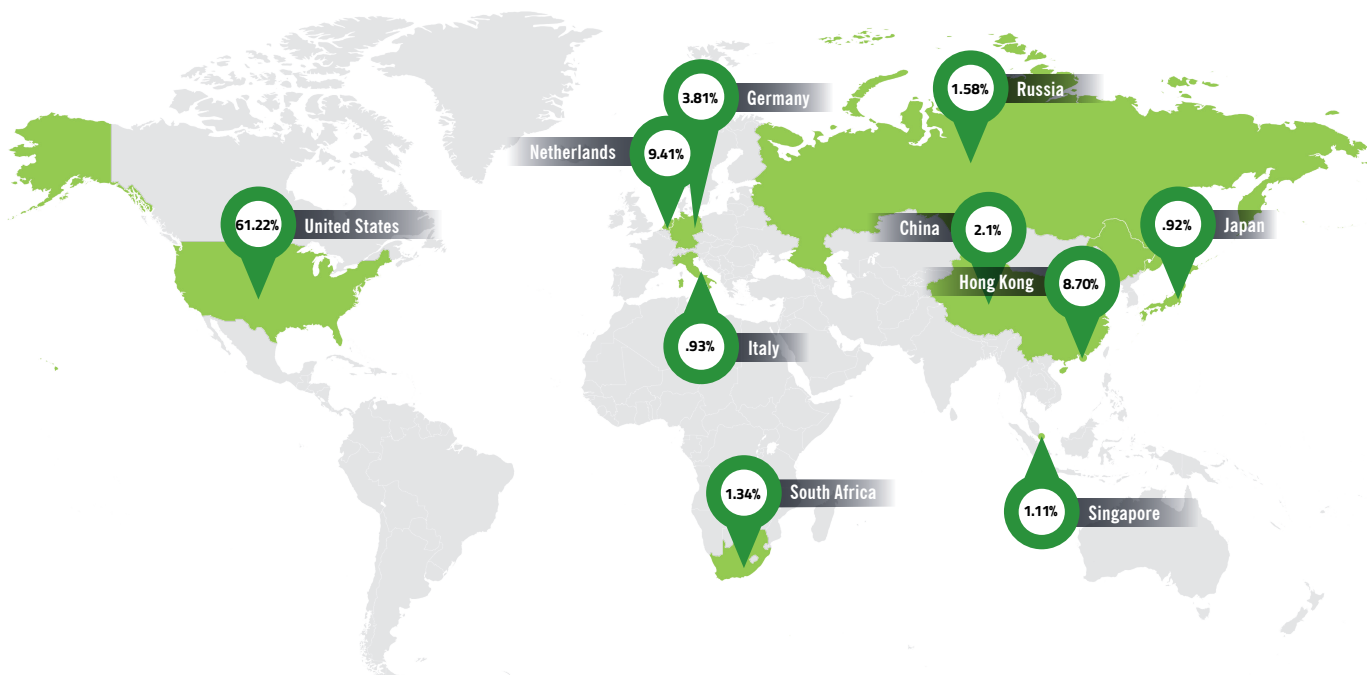 3.81% Germany
1.58% Russia
Netherlands 9.41%
61.22% United States
China 2.1%
.92% Japan
Hong Kong 8.70%
.93% Italy
1.34% South Africa
1.11% Singapore